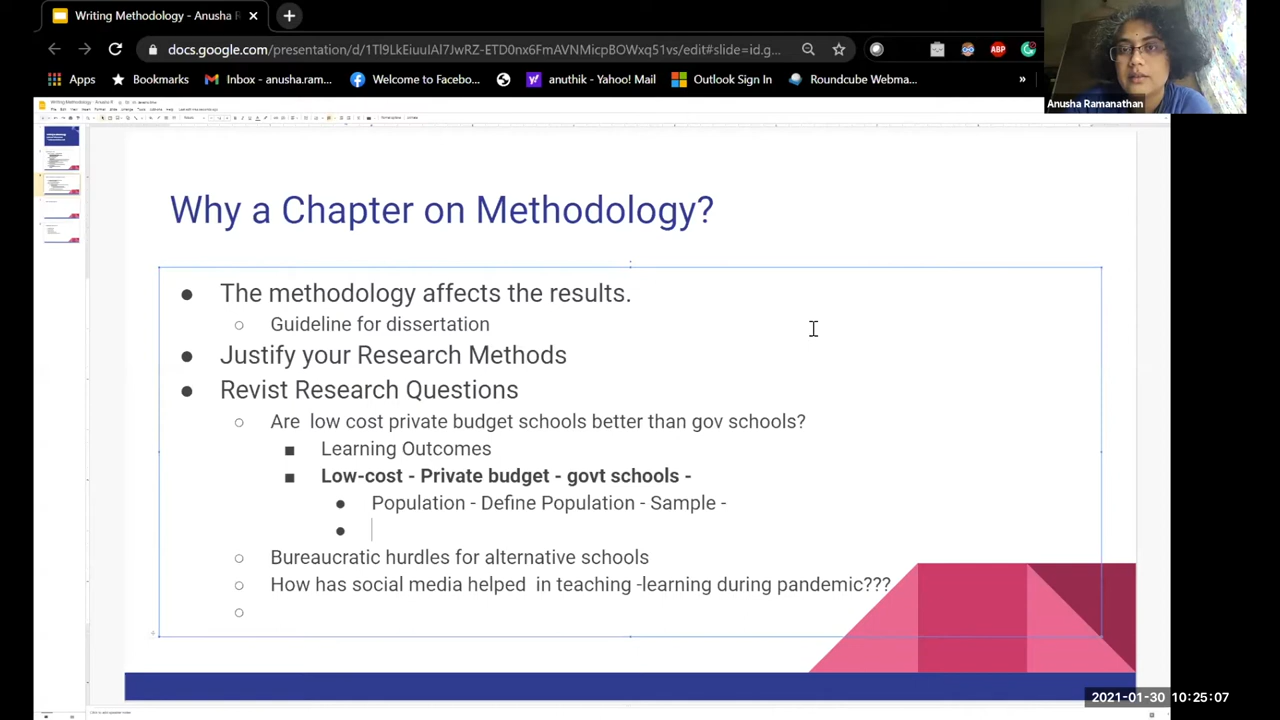 Writing Methodology - Anusha R
docs.google.com/presentation/d/1Tl9LkEiuulAl7JwRZ-ETD0nx6FmAVNMicpBOWxq51vs/edit#slide=id.g...
ABP
Apps
Bookmarks
Inbox - anusha.ram...
Welcome to Facebo...
anuthik - Yahoo! Mail
Outlook Sign In
Roundcube Webma...
»
Anusha Ramanathan
Why a Chapter on Methodology?
● The methodology affects the results.
○ Guideline for dissertation
● Justify your Research Methods
● Revist Research Questions
○ Are low cost private budget schools better than gov schools?
■ Learning Outcomes
■ Low-cost - Private budget - govt schools -
● Population - Define Population - Sample -
●
○ Bureaucratic hurdles for alternative schools
○ How has social media helped in teaching -learning during pandemic???
○
2021-01-30 10:25:07